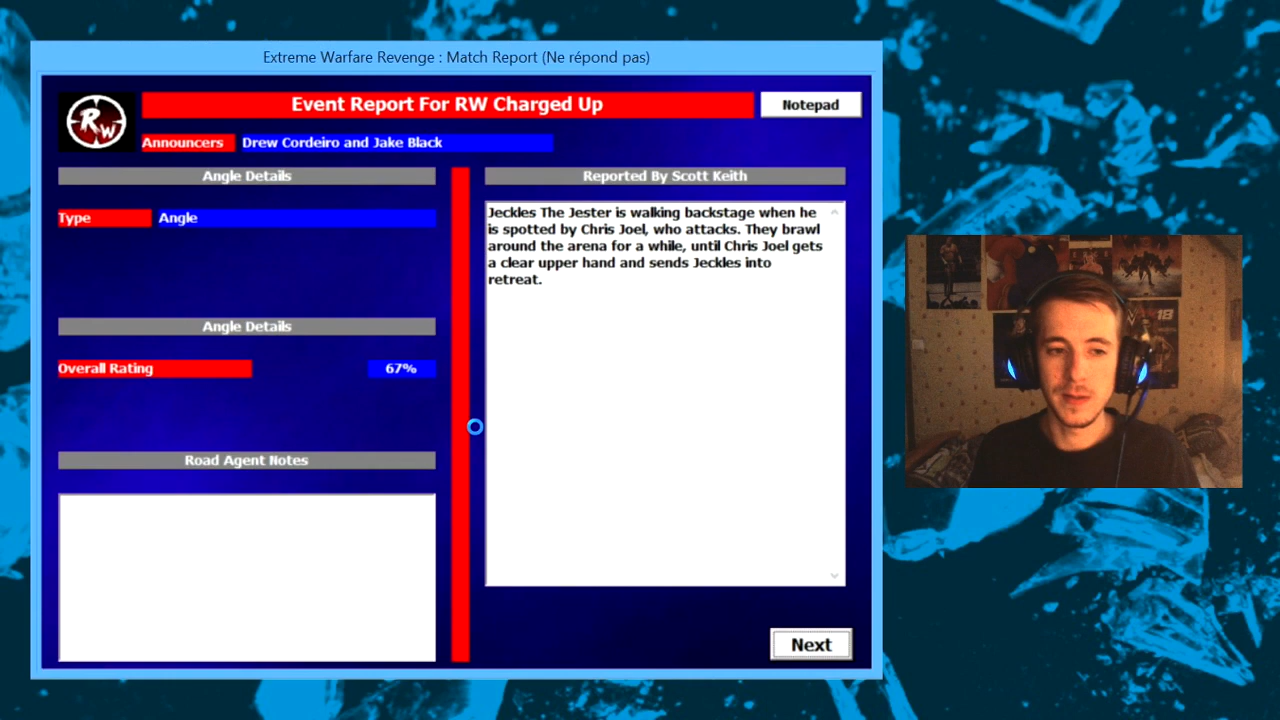 Extreme Warfare Revenge : Match Report (Ne répond pas)
RW
Event Report For RW Charged Up
Notepad
Announcers Drew Cordeiro and Jake Black
Angle Details
Type Angle
Angle Details
Overall Rating 67%
Road Agent Notes
Reported By Scott Keith
Jeckles The Jester is walking backstage when he
is spotted by Chris Joel, who attacks. They brawl
around the arena for a while, until Chris Joel gets
a clear upper hand and sends Jeckles into
retreat.
Next
18